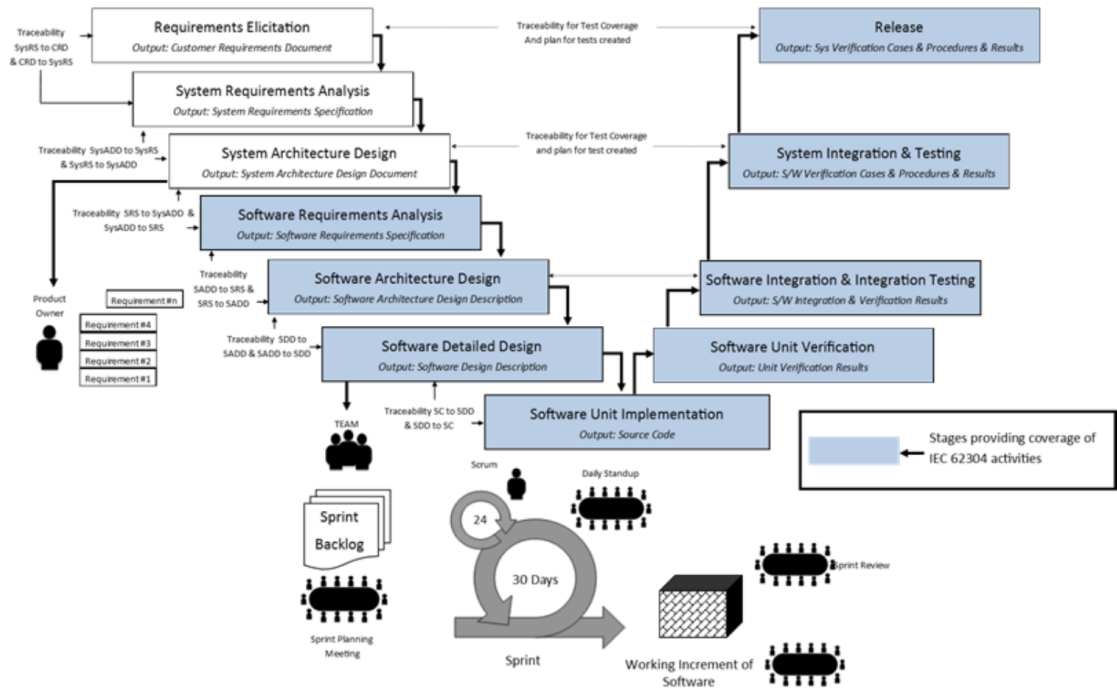 Traceability
SysRS to CRD
& CRD to SysRS
Requirements Elicitation
Output: Customer Requirements Document
Traceability for Test Coverage
And plan for tests created
Release
Output: Sys Verification Cases & Procedures & Results
System Requirements Analysis
Output: System Requirements Specification
Traceability SysADD to SysRS
& SysRS to SysADD
System Architecture Design
Output: System Architecture Design Document
Traceability for Test Coverage
and plan for test created
System Integration & Testing
Output: S/W Verification Cases & Procedures & Results
Traceability SRS to SysADD &
SysADD to SRS
Software Requirements Analysis
Output: Software Requirements Specification
Traceability
SADD to SRS &
SRS to SADD
Software Architecture Design
Output: Software Architecture Design Description
Software Integration & Integration Testing
Output: S/W Integration & Verification Results
Product
Owner
Requirement #n
Requirement #4
Requirement #3
Requirement #2
Requirement #1
Traceability SDD to
SADD & SADD to SDD
Software Detailed Design
Output: Software Design Description
Software Unit Verification
Output: Unit Verification Results
Traceability SC to SDD
& SDD to SC
Software Unit Implementation
Output: Source Code
Stages providing coverage of
IEC 62304 activities
TEAM
Scrum
Daily Standup
Sprint
Backlog
24
30 Days
Sprint Review
Sprint Planning
Meeting
Sprint
Working Increment of
Software